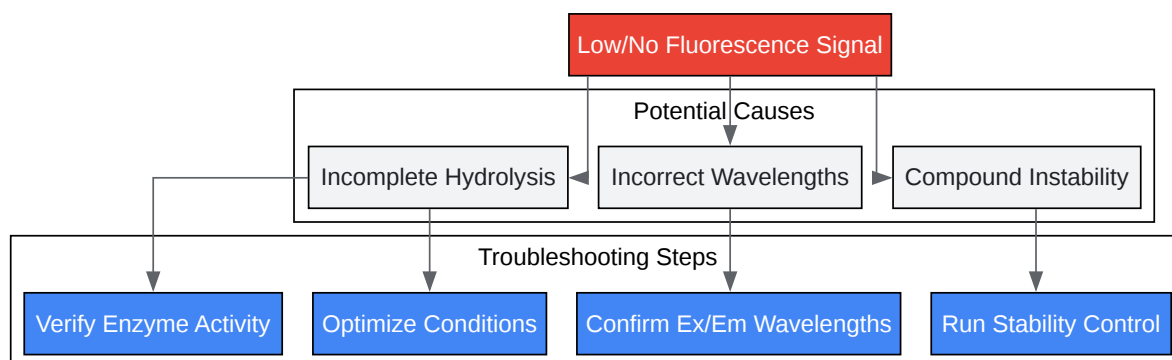 Low/No Fluorescence Signal
Potential Causes
Incomplete Hydrolysis
Incorrect Wavelengths
Compound Instability
Troubleshooting Steps
Verify Enzyme Activity
Optimize Conditions
Confirm Ex/Em Wavelengths
Run Stability Control